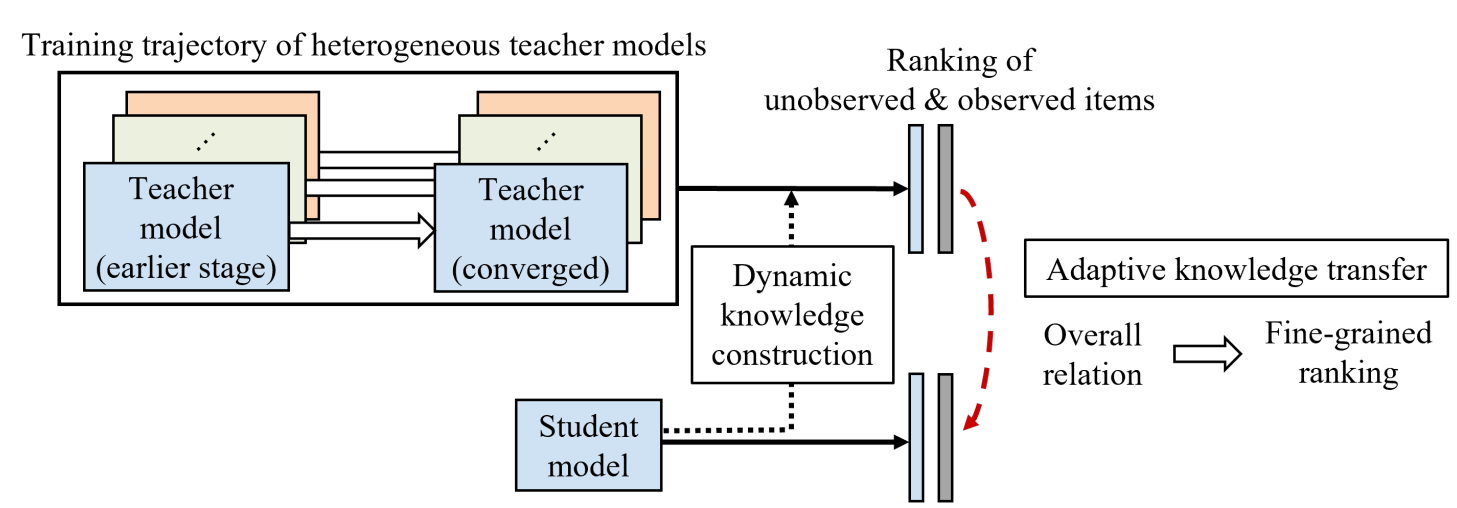 Training trajectory of heterogeneous teacher models
Teacher
model
(earlier stage)
Teacher
model
(converged)
Ranking of
unobserved & observed items
Dynamic
knowledge
construction
Student
model
Adaptive knowledge transfer
Overall
relation
Fine-grained
ranking